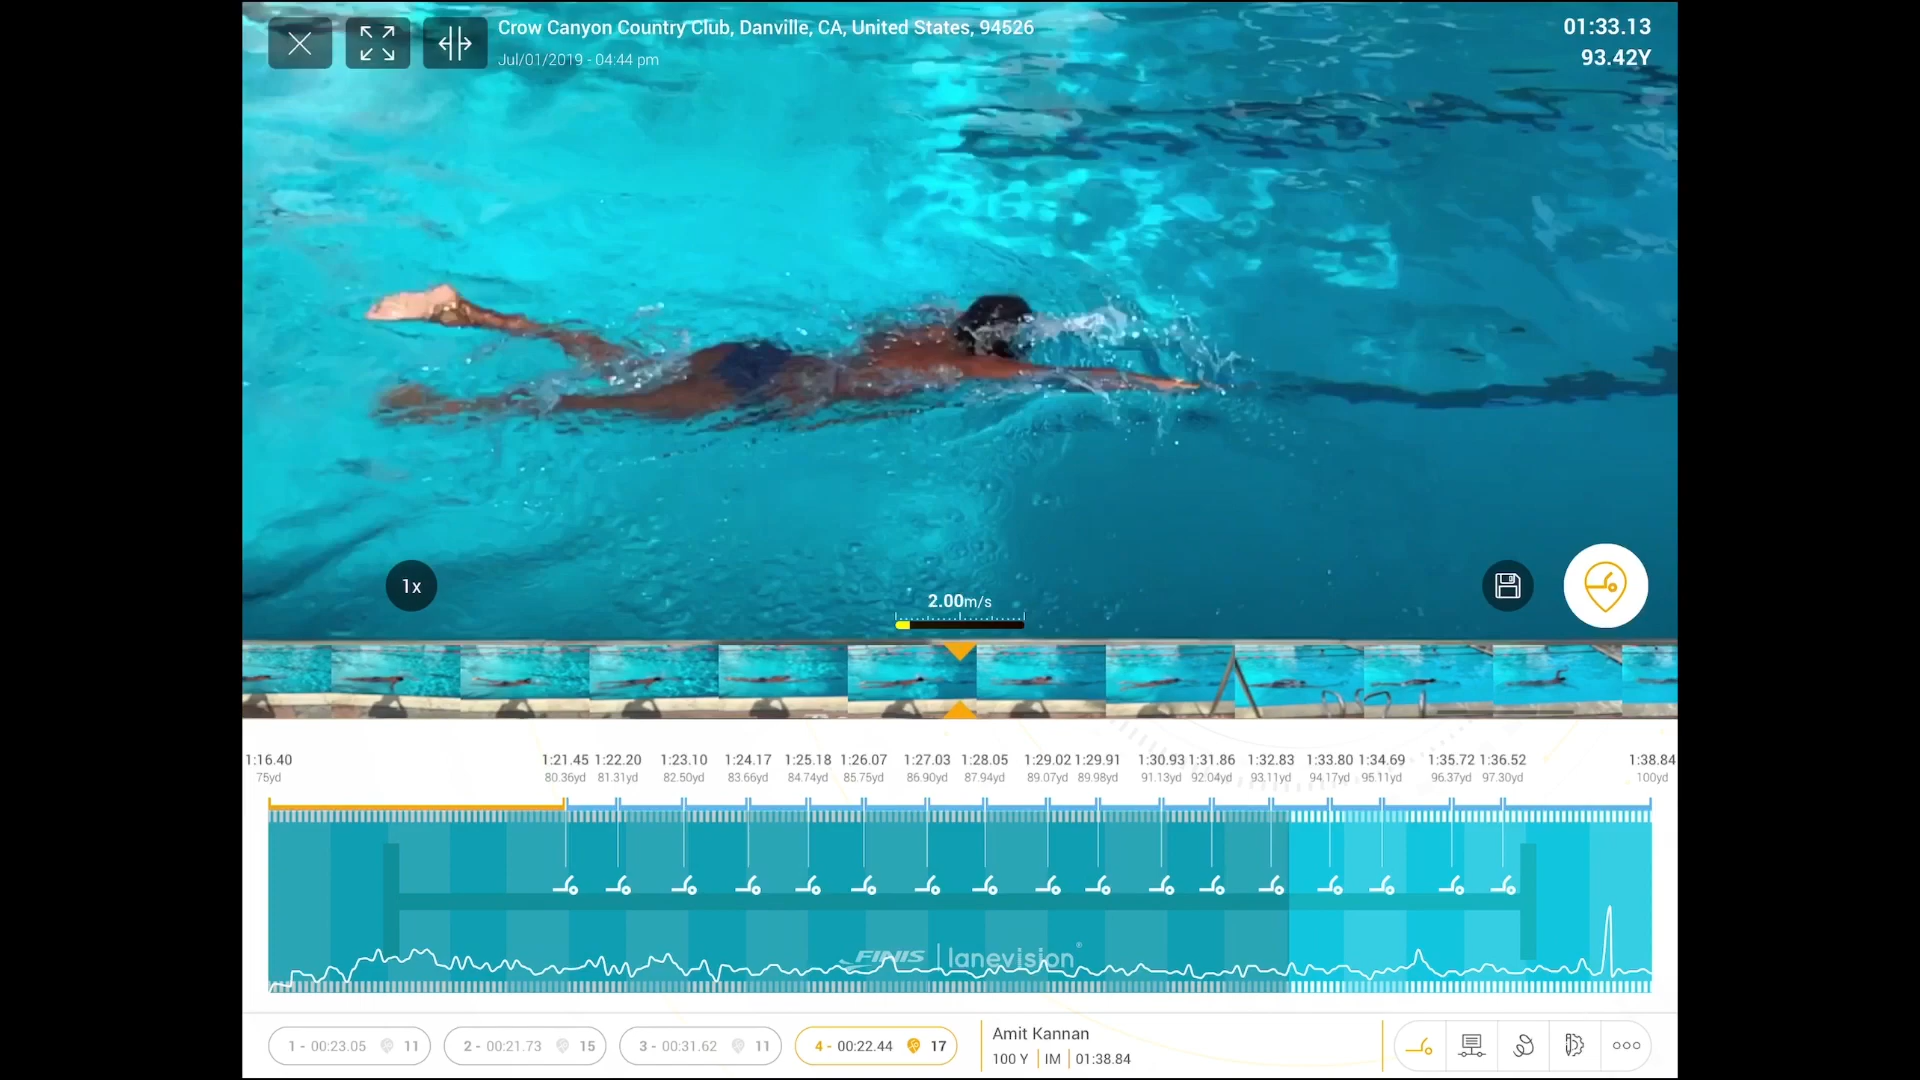 Crow Canyon Country Club, Danville, CA, United States, 94526
Jul/01/2019 - 04:44 pm
01:33.13
93.42Y
1x
2.00m/s
1:16.40 1:21.45 1:22.20 1:23.10 1:24.17 1:25.18 1:26.07 1:27.03 1:28.05 1:29.02 1:29.91 1:30.93 1:31.86 1:32.83 1:33.80 1:34.69 1:35.72 1:36.52 1:38.84
75yd 80.36yd 81.31yd 82.50yd 83.66yd 84.74yd 85.75yd 86.90yd 87.94yd 89.07yd 89.98yd 91.13yd 92.04yd 93.11yd 94.17yd 95.11yd 96.37yd 97.30yd 100yd
FINIS | lanevision
1 - 00:23.05 11
2 - 00:21.73 15
3 - 00:31.62 11
4 - 00:22.44 17
Amit Kannan
100 Y | IM | 01:38.84